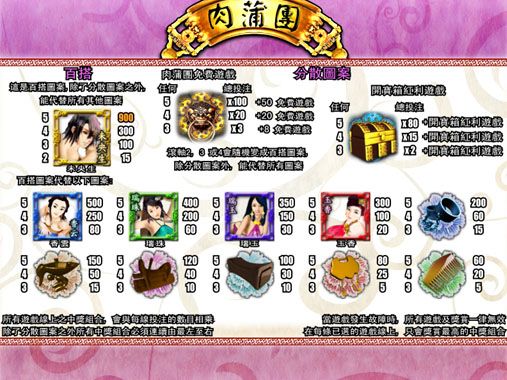 肉蒲團
百搭
這是百搭圖案,除了分散圖案之外,
能代替所有其他圖案
5 900
4 300
3 100
2 15
未央生
肉蒲團免費遊戲
任何 總投注
5 x100 +50 免費遊戲
4 x20 +20 免費遊戲
3 x3 +8 免費遊戲
滾軸2, 3 或4會隨機變成百搭圖案,
除分散圖案外, 能代替所有圖案
分散圖案
開寶箱紅利遊戲
任何 總投注
5 x80 +開寶箱紅利遊戲
4 x15 +開寶箱紅利遊戲
3 x2 +開寶箱紅利遊戲
百搭圖案代替以下圖案:
5 500
4 250
3 80
香雲
5 400
4 200
3 60
瑞珠
5 350
4 150
3 50
瑞玉
5 300
4 100
3 20
玉香
5 200
4 60
3 15
5 150
4 50
3 15
5 120
4 40
3 12
5 100
4 30
3 10
5 80
4 25
3 8
5 60
4 20
3 5
所有遊戲線上之中獎組合, 會與每線投注的數目相乘
除了分散圖案之外所有中獎組合必須連續由最左至右
當遊戲發生故障時, 所有遊戲及獎賞一律無效
在每條已選的遊戲線上, 只會獎賞最高的中獎組合